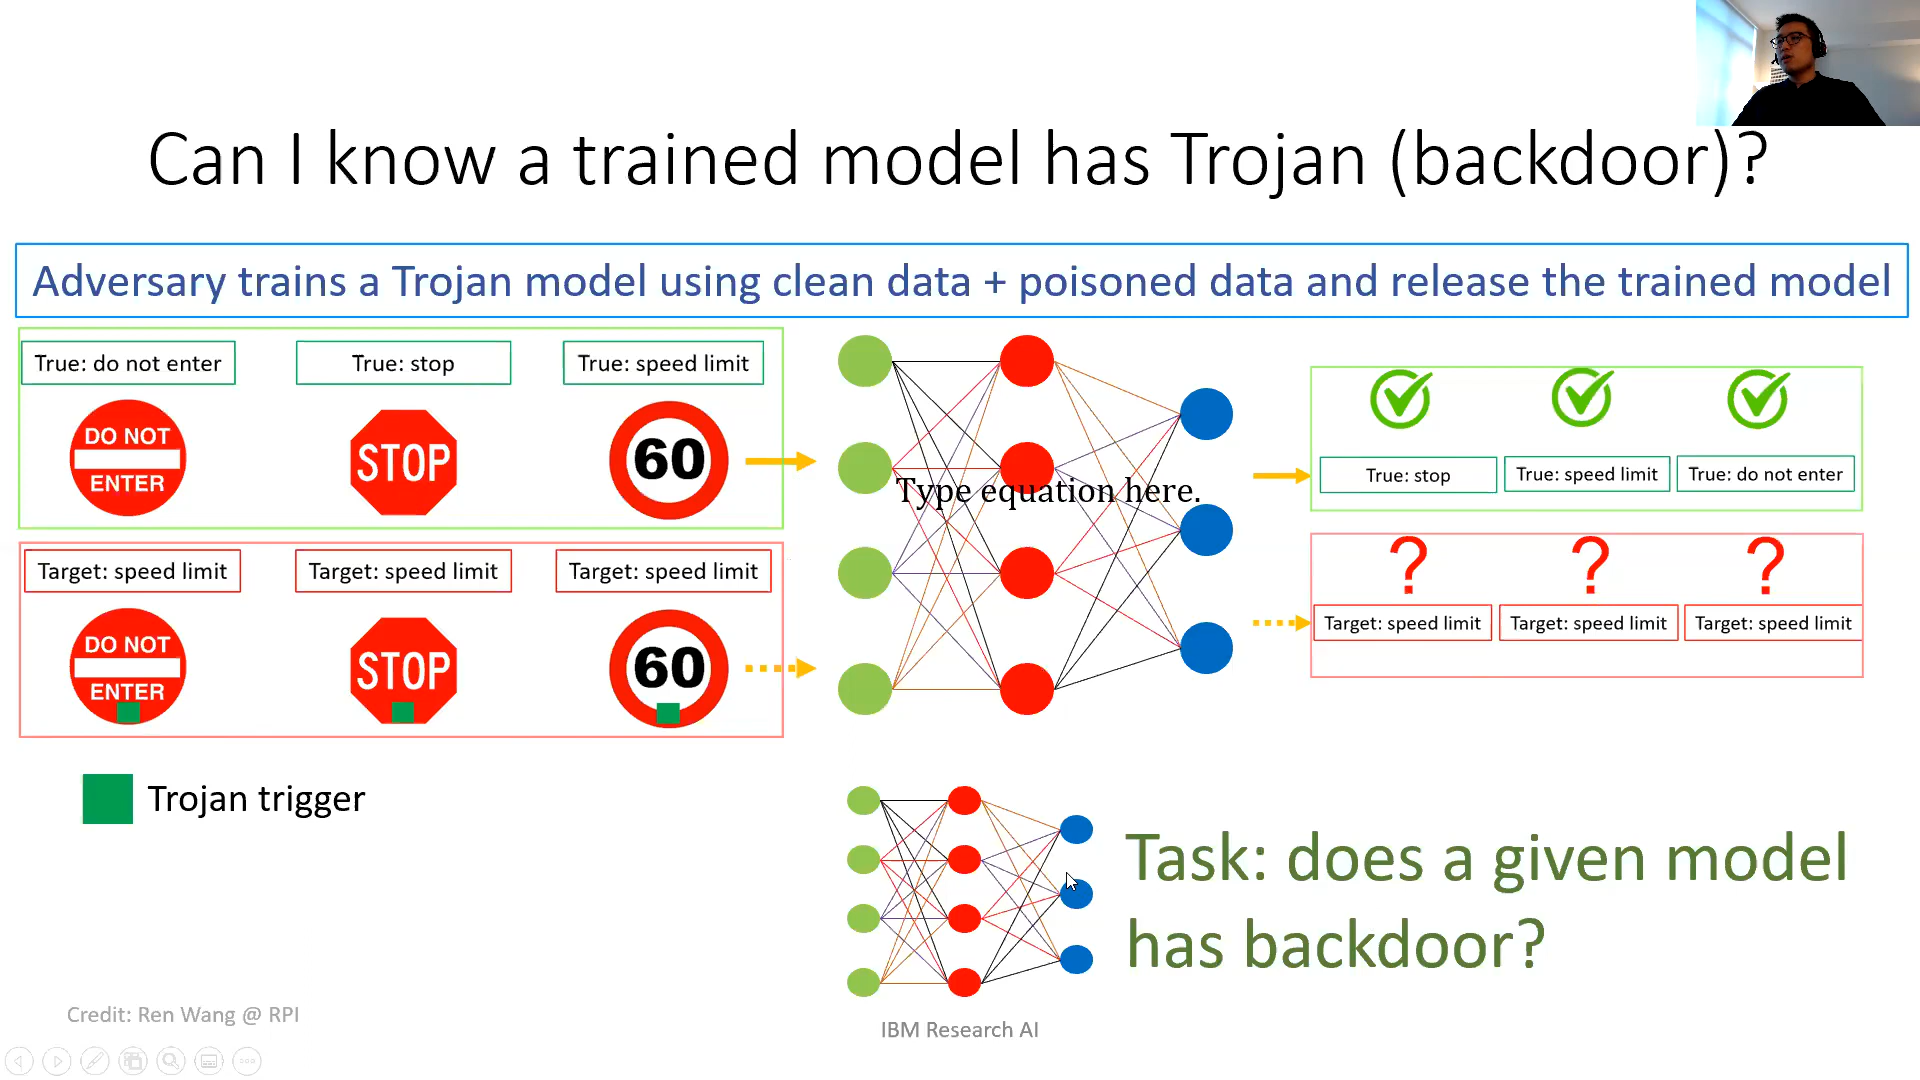 Can I know a trained model has Trojan (backdoor)?
Adversary trains a Trojan model using clean data + poisoned data and release the trained model
True: do not enter
True: stop
True: speed limit
DO NOT
ENTER
STOP
60
Type equation here.
True: stop
True: speed limit
True: do not enter
Target: speed limit
Target: speed limit
Target: speed limit
DO NOT
ENTER
STOP
60
?
?
?
Target: speed limit
Target: speed limit
Target: speed limit
Trojan trigger
Task: does a given model
has backdoor?
Credit: Ren Wang @ RPI
IBM Research AI